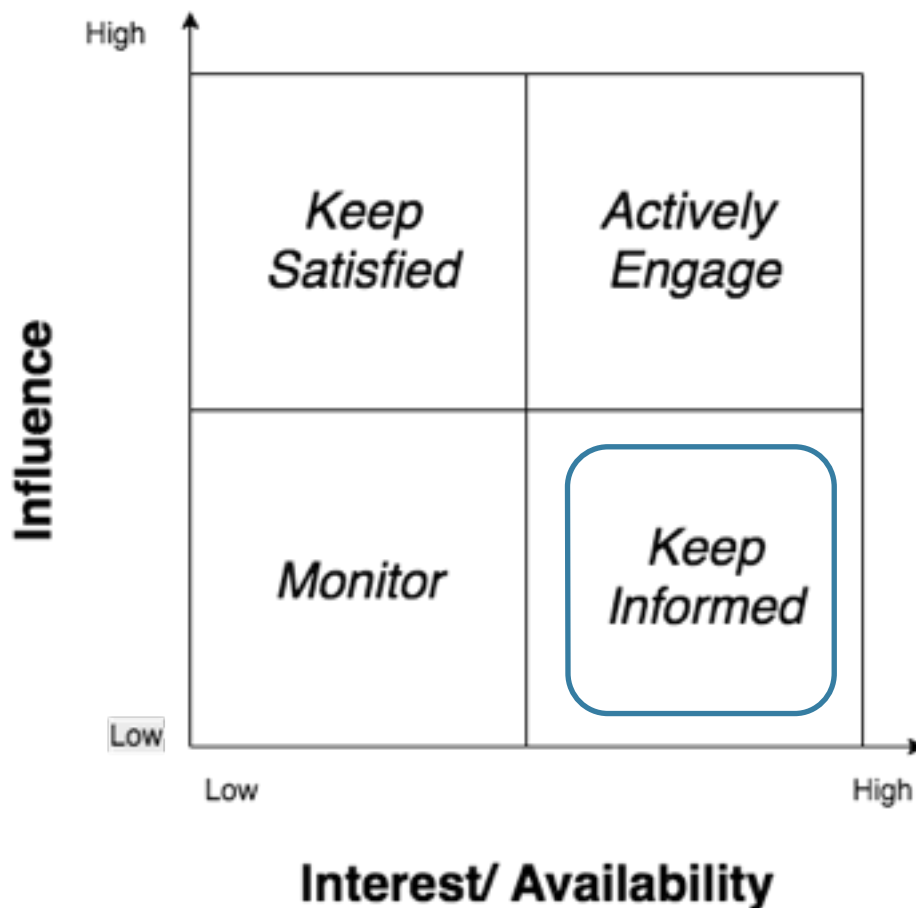 High
Keep
Satisfied
Actively
Engage
Influence
Monitor
Keep
Informed
Low
Low
High
Interest/ Availability